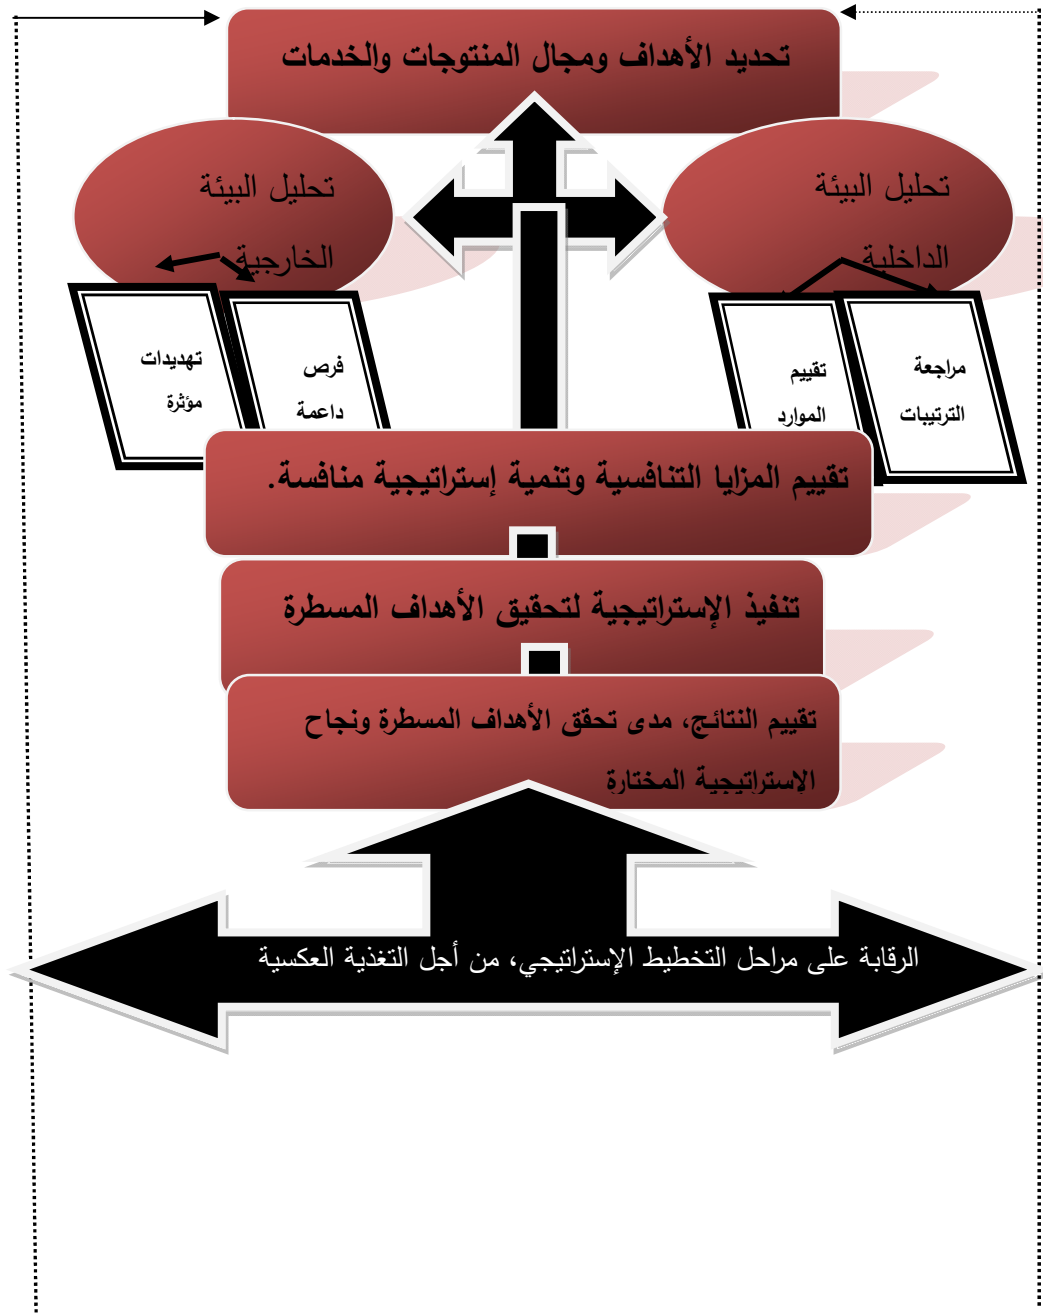 تحديد الأهداف ومجال المنتوجات والخدمات
تحليل البيئة
الداخلية
تحليل البيئة
الخارجية
مراجعة
الترتيبات
تقييم
الموارد
فرص
داعمة
تهديدات
مؤثرة
تقييم المزايا التنافسية وتنمية إستراتيجية منافسة.
تنفيذ الإستراتيجية لتحقيق الأهداف المسطرة
تقييم النتائج، مدى تحقق الأهداف المسطرة ونجاح
الإستراتيجية المختارة
الرقابة على مراحل التخطيط الإستراتيجي، من أجل التغذية العكسية